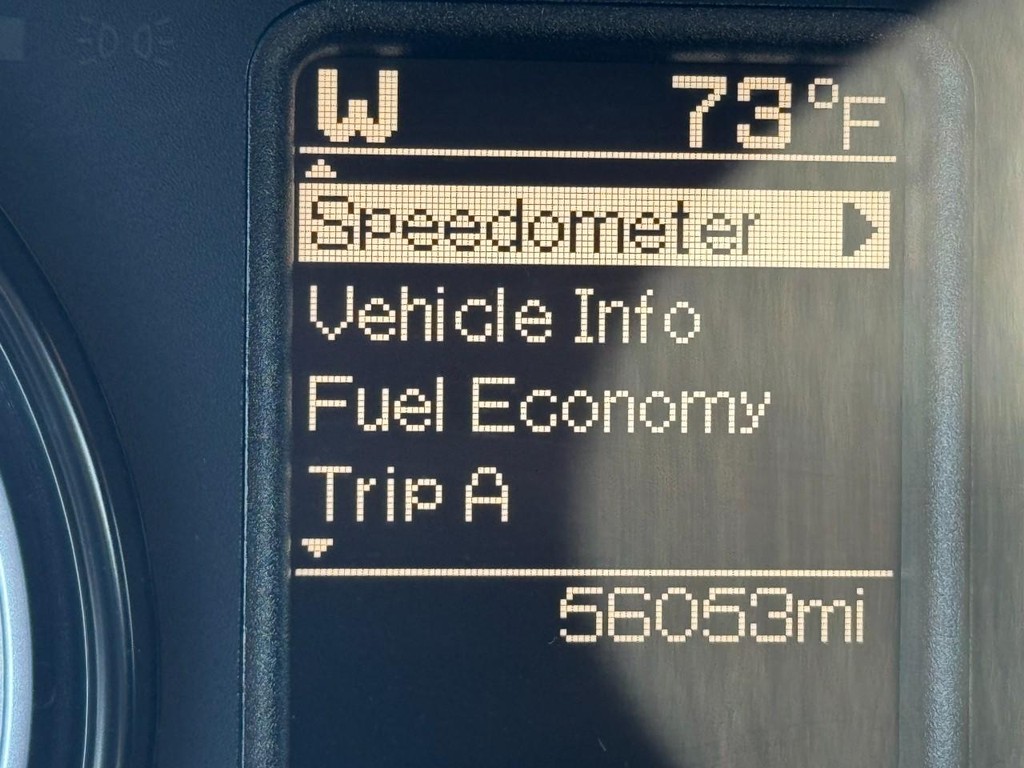 W 73°F
Speedometer
Vehicle Info
Fuel Economy
Trip A
56053mi